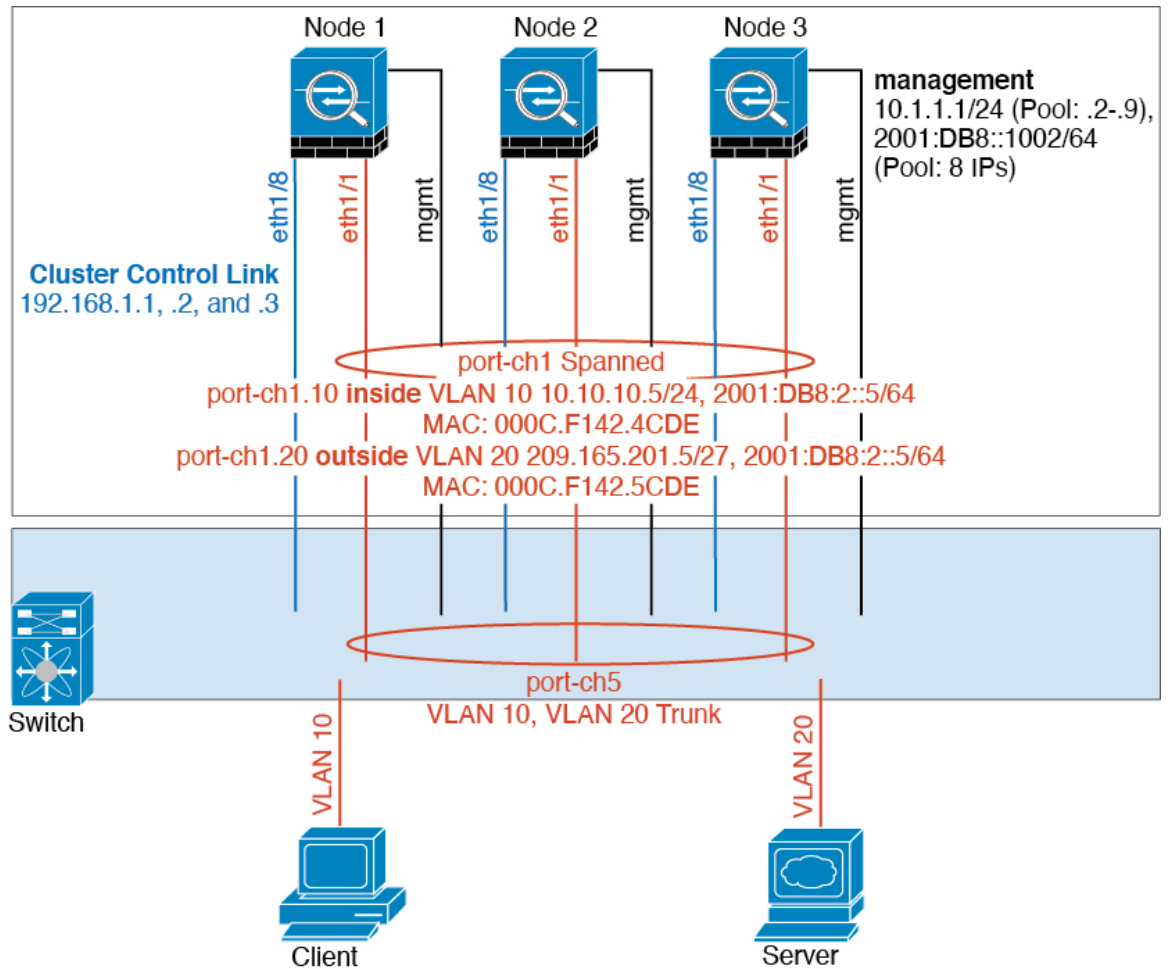 Node 1
Node 2
Node 3
management
10.1.1.1/24 (Pool: .2-.9),
2001:DB8::1002/64
(Pool: 8 IPs)
eth1/8
eth1/1
mgmt
eth1/8
eth1/1
mgmt
eth1/8
eth1/1
mgmt
Cluster Control Link
192.168.1.1, .2, and .3
port-ch1 Spanned
port-ch1.10 inside VLAN 10 10.10.10.5/24, 2001:DB8:2::5/64
MAC: 000C.F142.4CDE
port-ch1.20 outside VLAN 20 209.165.201.5/27, 2001:DB8:2::5/64
MAC: 000C.F142.5CDE
Switch
port-ch5
VLAN 10, VLAN 20 Trunk
VLAN 10
VLAN 20
Client
Server